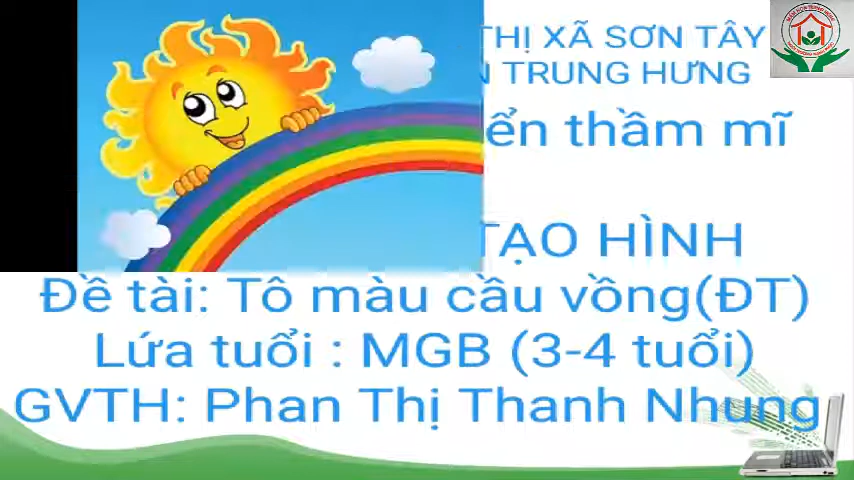 THỊ XÃ SƠN TÂY
TRUNG HƯNG
ển thầm mĩ
TẠO HÌNH
Đề tài: Tô màu cầu vồng(ĐT)
Lứa tuổi : MGB (3-4 tuổi)
GVTH: Phan Thị Thanh Nhung